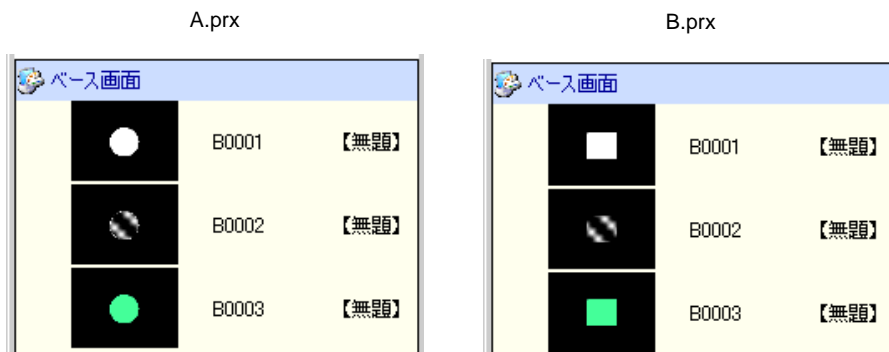 A.prx
ベース画面
B0001 【無題】
B0002 【無題】
B0003 【無題】
B.prx
ベース画面
B0001 【無題】
B0002 【無題】
B0003 【無題】